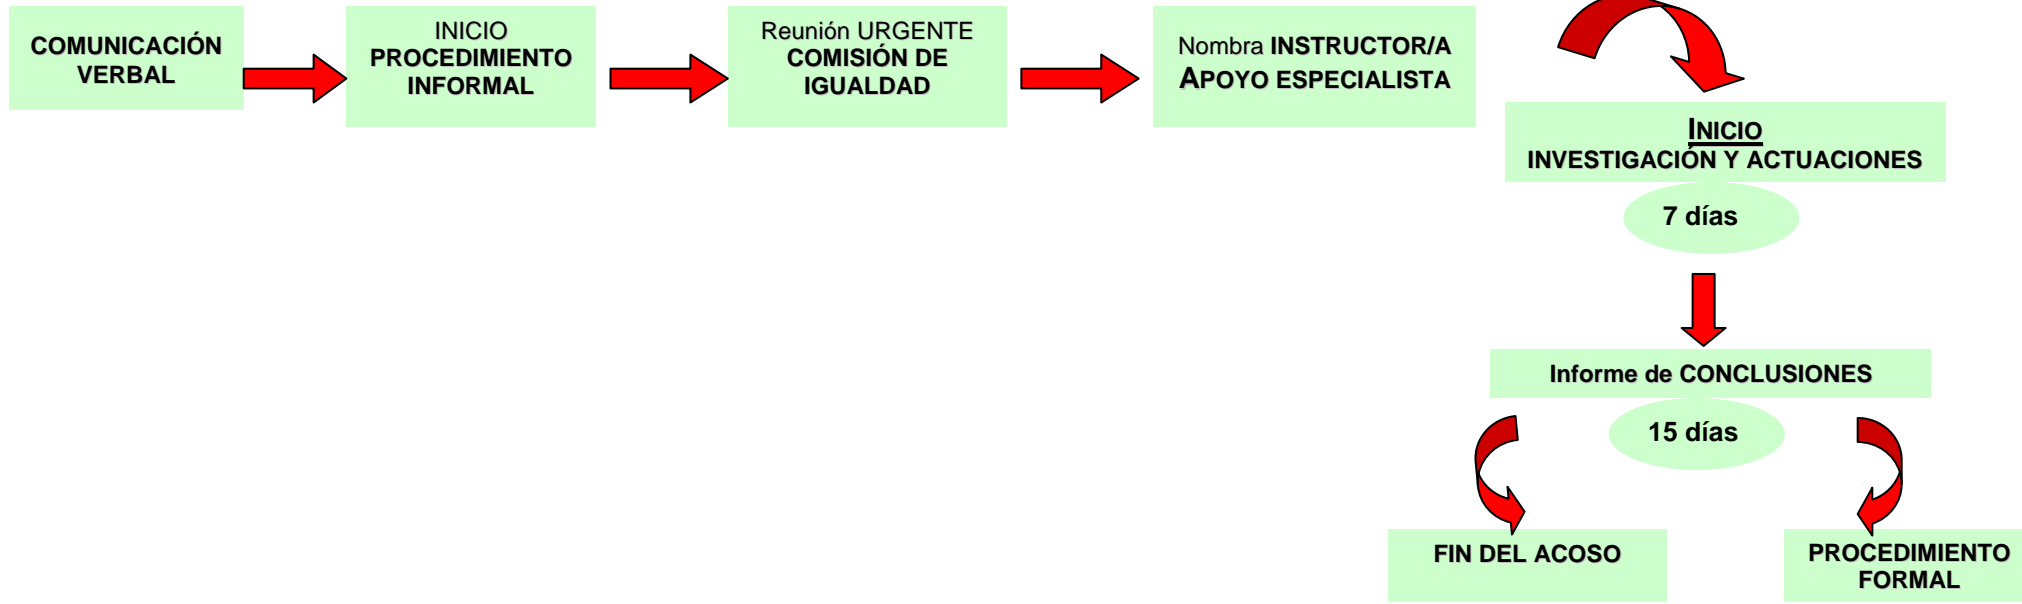 COMUNICACIÓN
VERBAL
INICIO
PROCEDIMIENTO
INFORMAL
Reunión URGENTE
COMISIÓN DE
IGUALDAD
Nombra INSTRUCTOR/A
APOYO ESPECIALISTA
INICIO
INVESTIGACIÓN Y ACTUACIONES
7 días
Informe de CONCLUSIONES
15 días
FIN DEL ACOSO
PROCEDIMIENTO
FORMAL